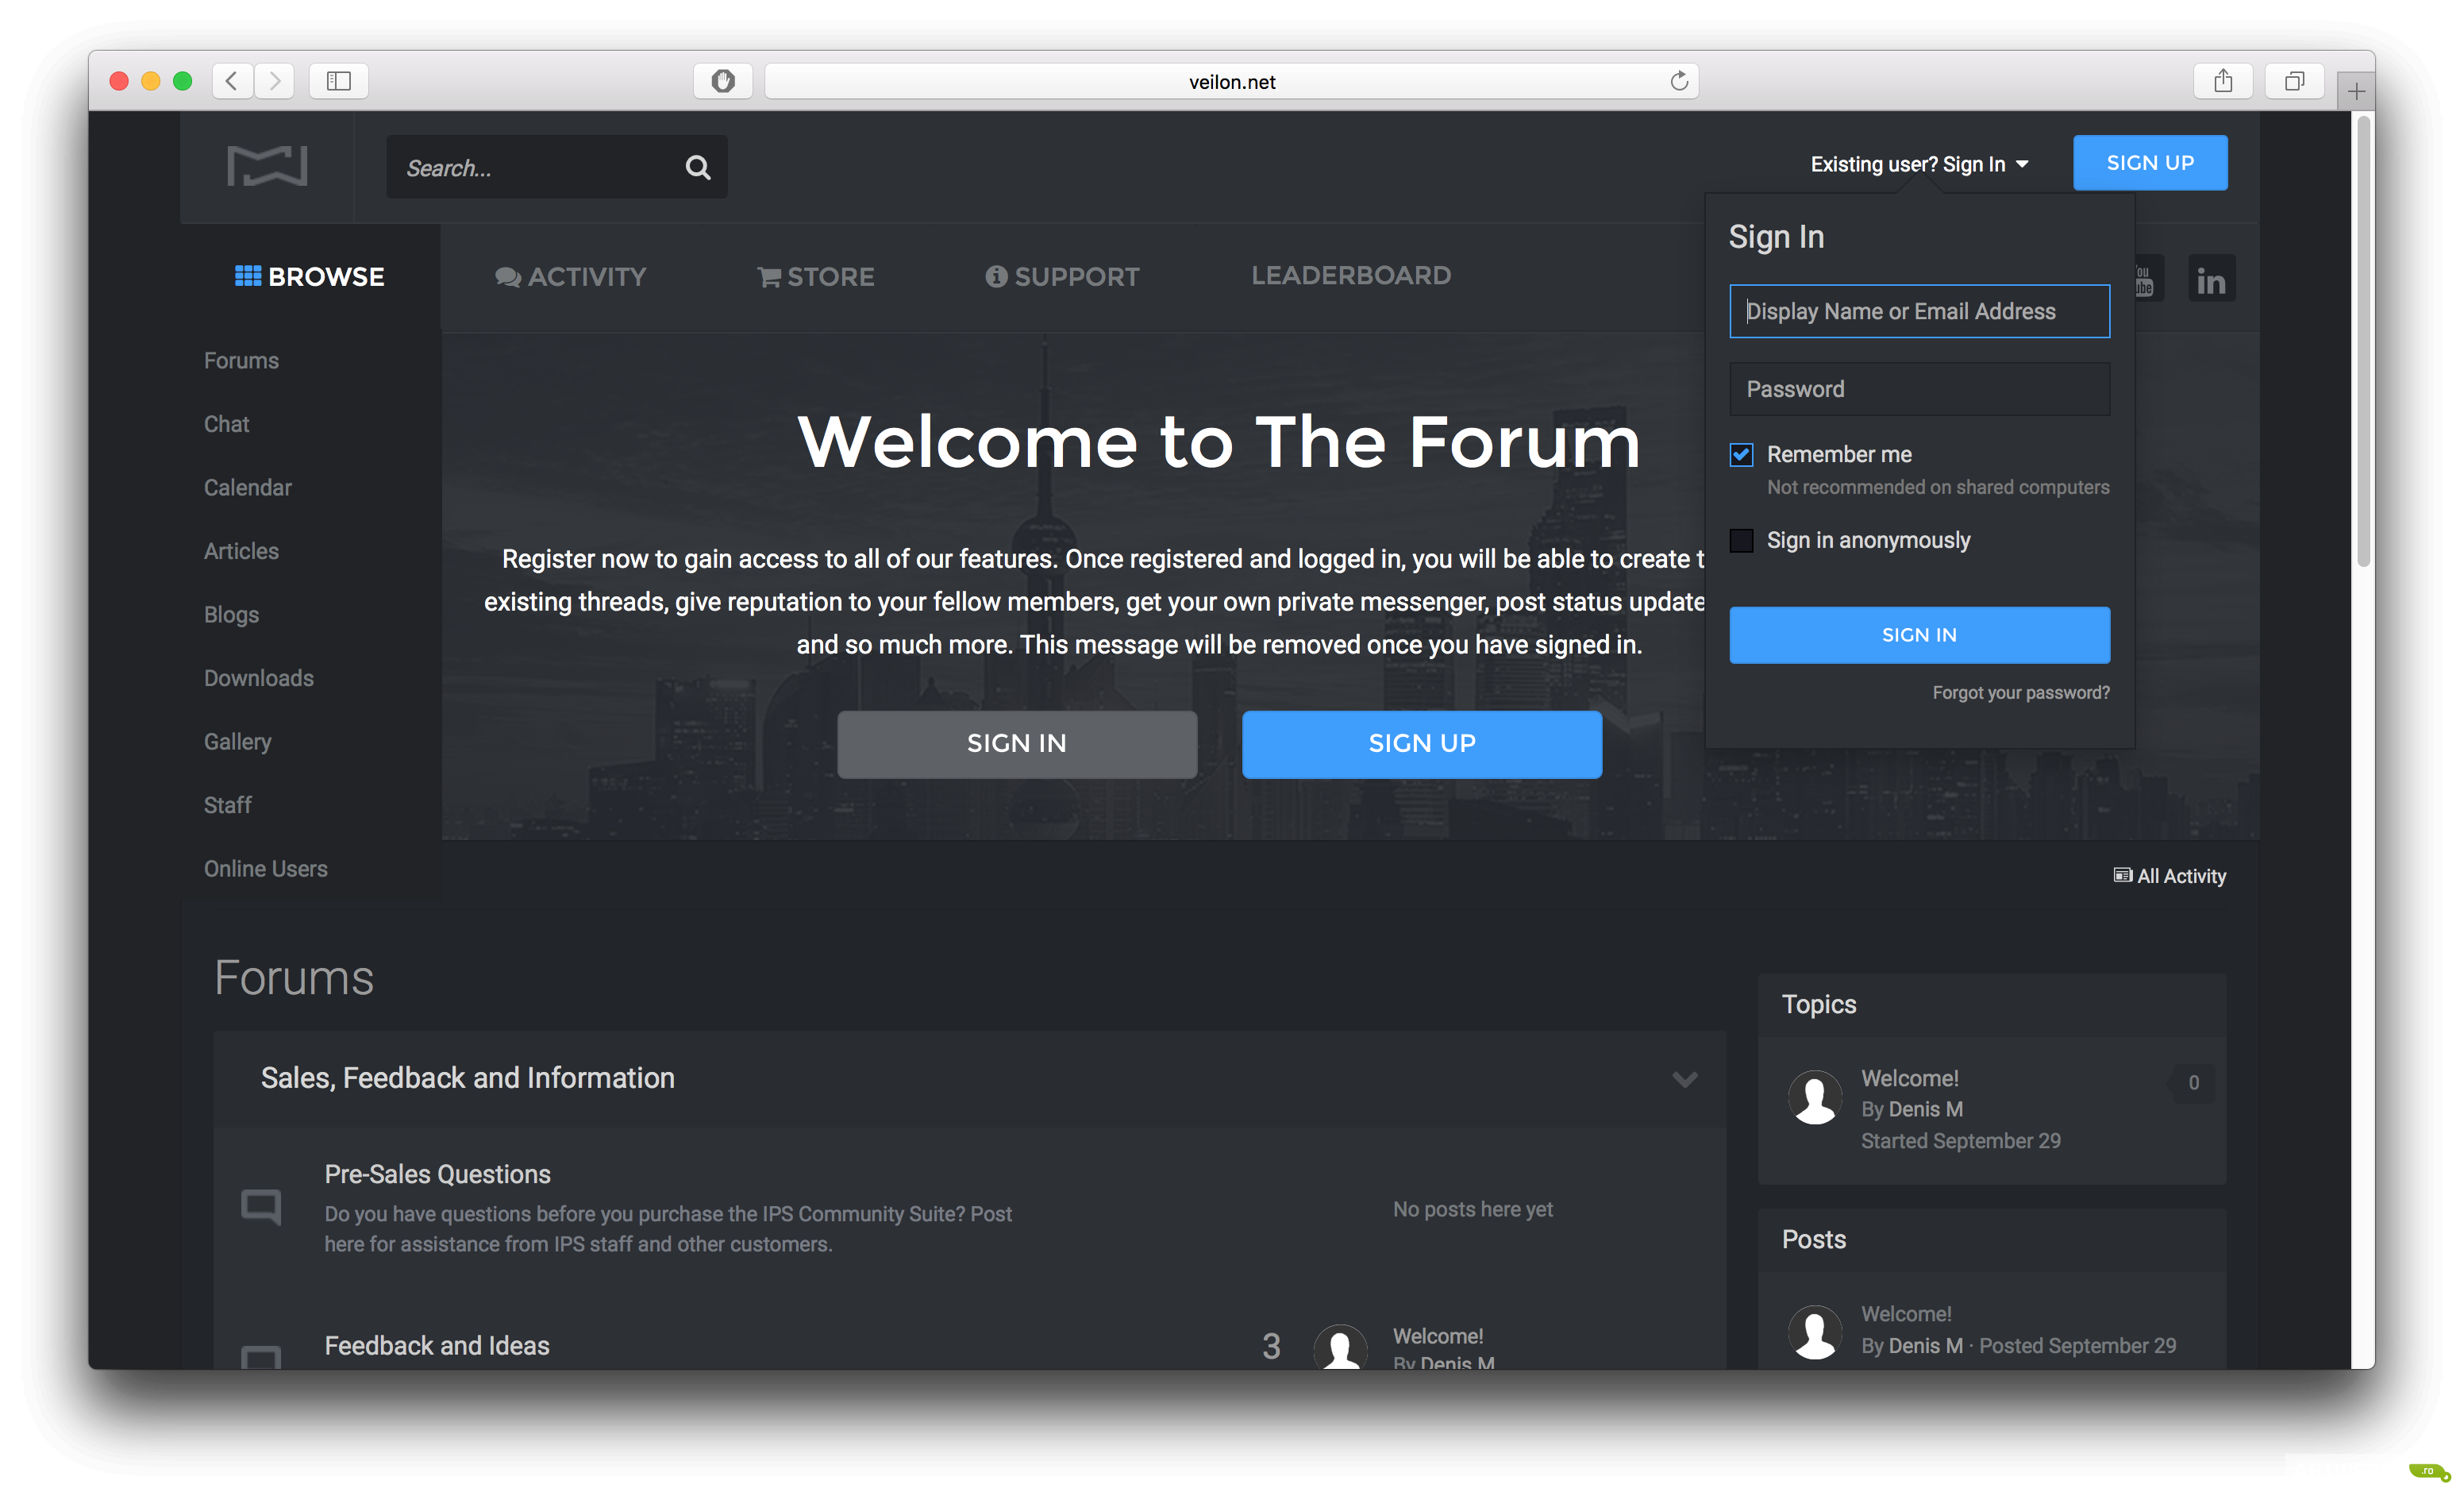 veilon.net
Search...
Existing user? Sign In
SIGN UP
BROWSE
ACTIVITY
STORE
SUPPORT
LEADERBOARD
Sign In
Display Name or Email Address
Password
Remember me
Not recommended on shared computers
Sign in anonymously
SIGN IN
Forgot your password?
Forums
Chat
Calendar
Articles
Blogs
Downloads
Gallery
Staff
Online Users
Welcome to The Forum
Register now to gain access to all of our features. Once registered and logged in, you will be able to create
existing threads, give reputation to your fellow members, get your own private messenger, post status update
and so much more. This message will be removed once you have signed in.
SIGN IN
SIGN UP
All Activity
Forums
Sales, Feedback and Information
Pre-Sales Questions
Do you have questions before you purchase the IPS Community Suite? Post
here for assistance from IPS staff and other customers.
No posts here yet
Feedback and Ideas
3
Welcome!
By Denis M
Topics
Welcome!
0
By Denis M
Started September 29
Posts
Welcome!
By Denis M · Posted September 29
.ro